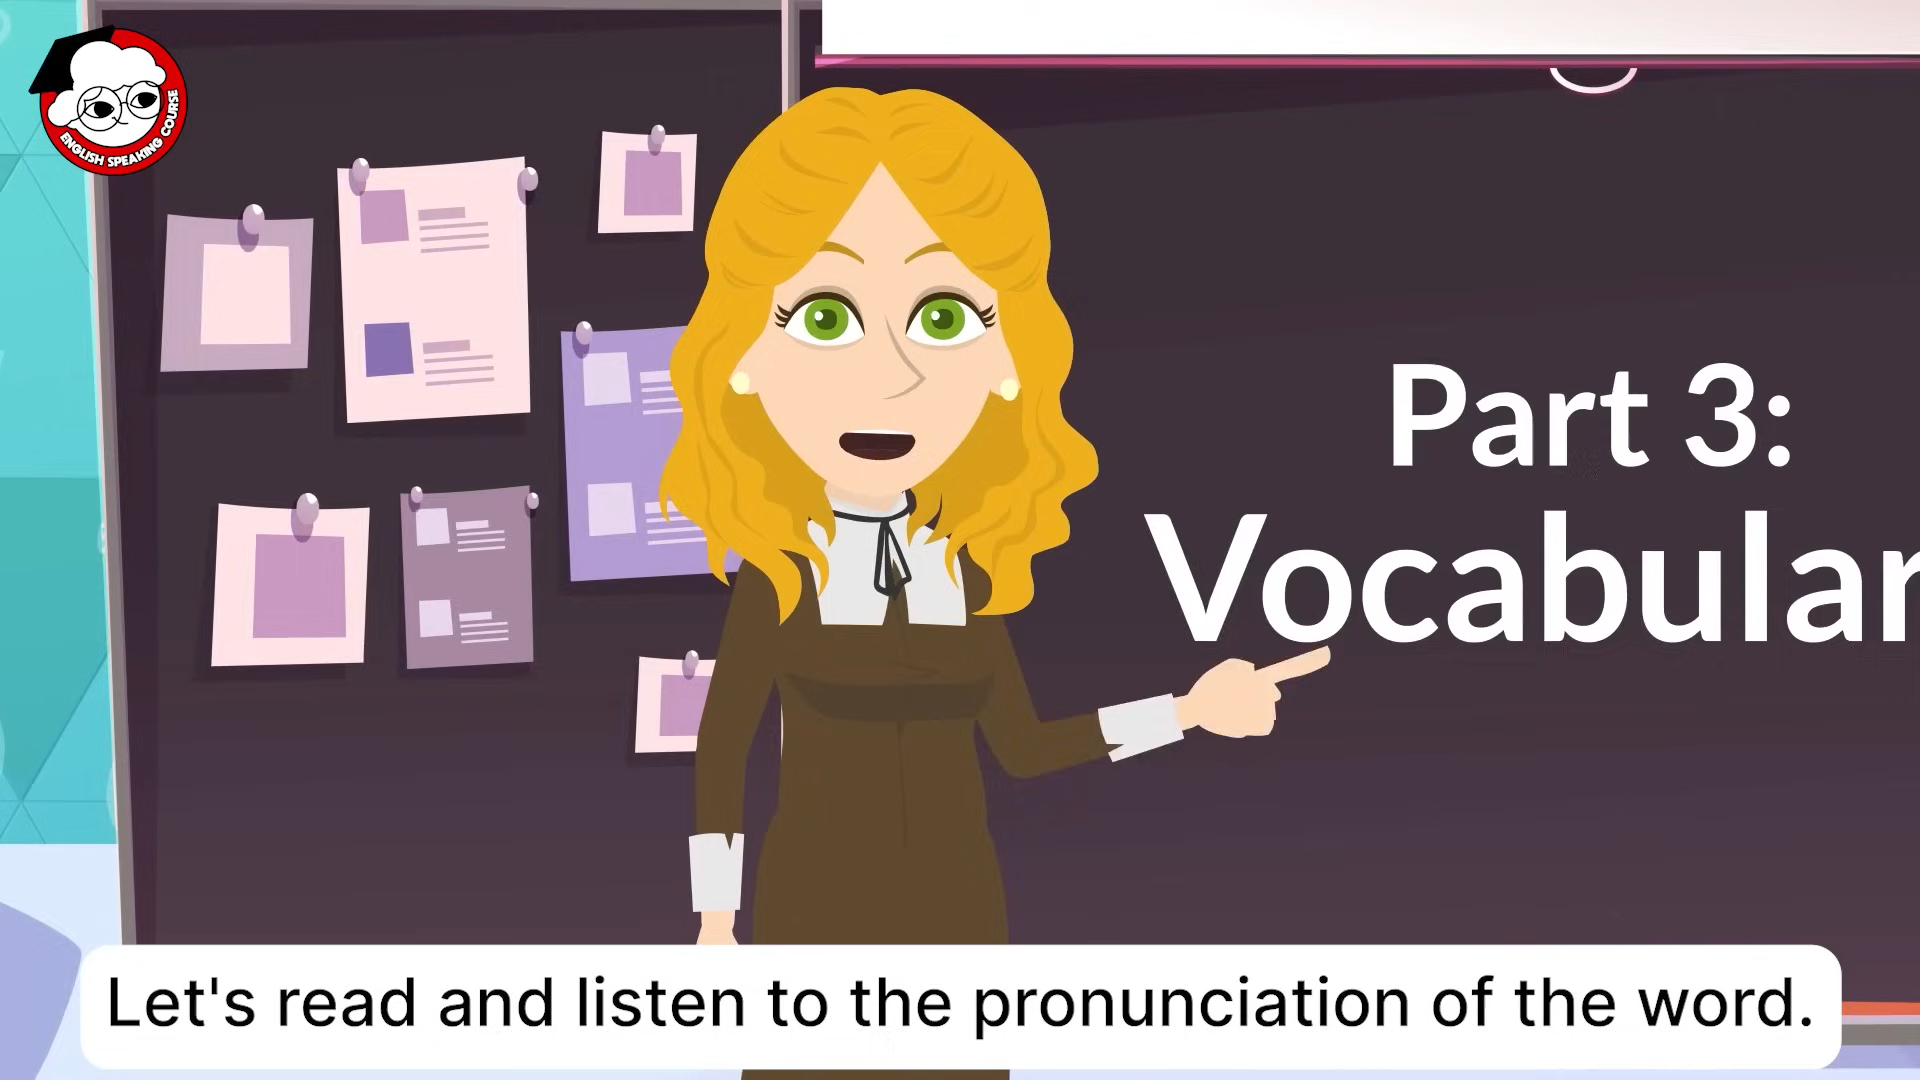 ENGLISH SPEAKING COURSE
Part 3:
Vocabular
Let's read and listen to the pronunciation of the word.